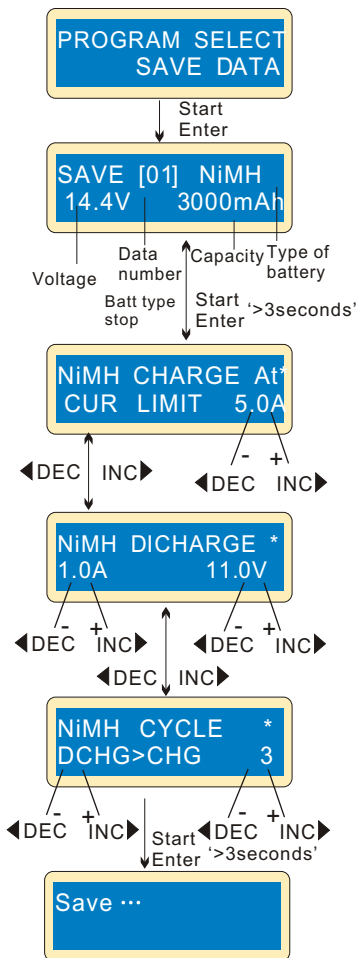 PROGRAM SELECT
SAVE DATA
Start
Enter
SAVE [01] NiMH
14.4V 3000mAh
Voltage
Data
number
Capacity
Type of
battery
Batt type
stop
Start
Enter '>3seconds'
NiMH CHARGE At*
CUR LIMIT 5.0A
- +
◀DEC INC▶
◀DEC INC▶
NiMH DICHARGE *
1.0A 11.0V
- + - +
◀DEC INC▶ ◀DEC INC▶
◀DEC INC▶
NiMH CYCLE *
DCHG>CHG 3
- + - +
◀DEC INC▶ ◀DEC INC▶
Start
Enter '>3seconds'
Save ···